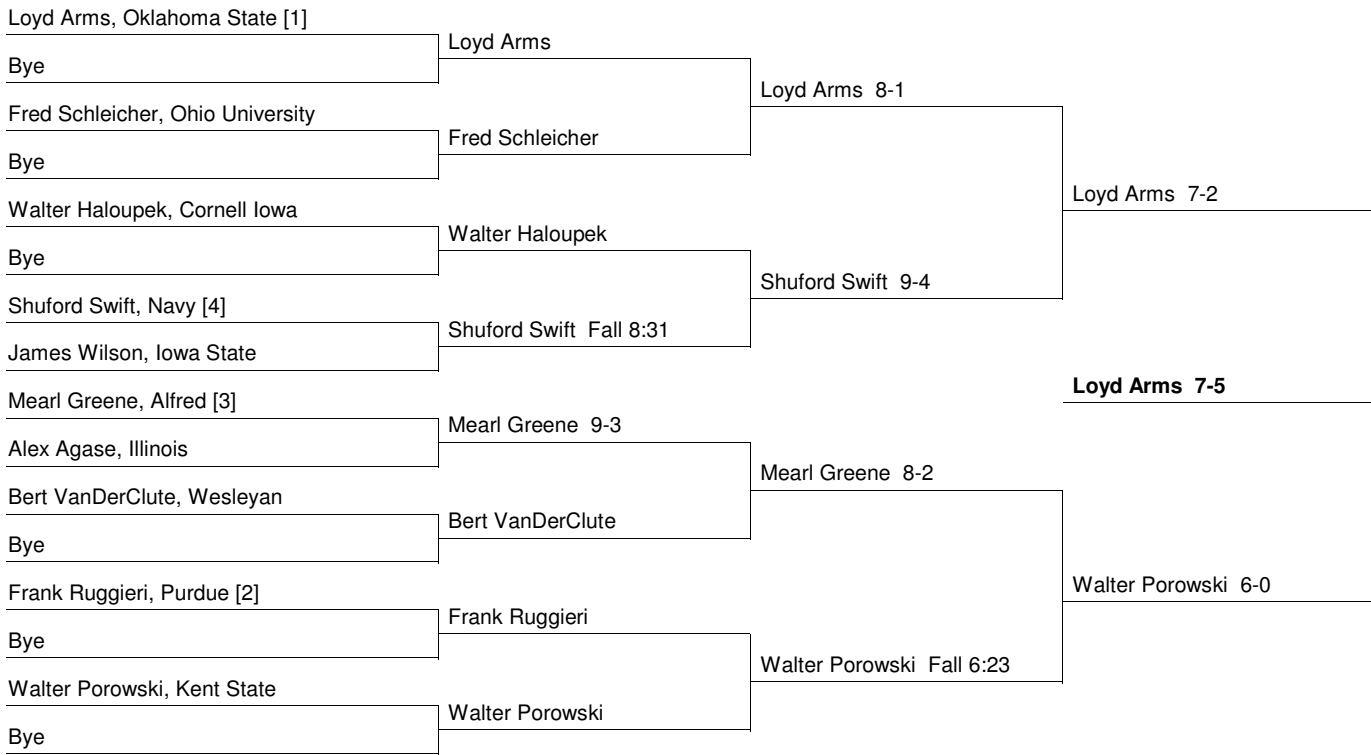 Loyd Arms, Oklahoma State [1]
Bye
Fred Schleicher, Ohio University
Bye
Walter Haloupek, Cornell Iowa
Bye
Shuford Swift, Navy [4]
James Wilson, Iowa State
Mearl Greene, Alfred [3]
Alex Agase, Illinois
Bert VanDerClute, Wesleyan
Bye
Frank Ruggieri, Purdue [2]
Bye
Walter Porowski, Kent State
Bye
Loyd Arms
Fred Schleicher
Walter Haloupek
Shuford Swift Fall 8:31
Mearl Greene 9-3
Bert VanDerClute
Frank Ruggieri
Walter Porowski
Loyd Arms 8-1
Shuford Swift 9-4
Mearl Greene 8-2
Walter Porowski Fall 6:23
Loyd Arms 7-2
Walter Porowski 6-0
Loyd Arms 7-5